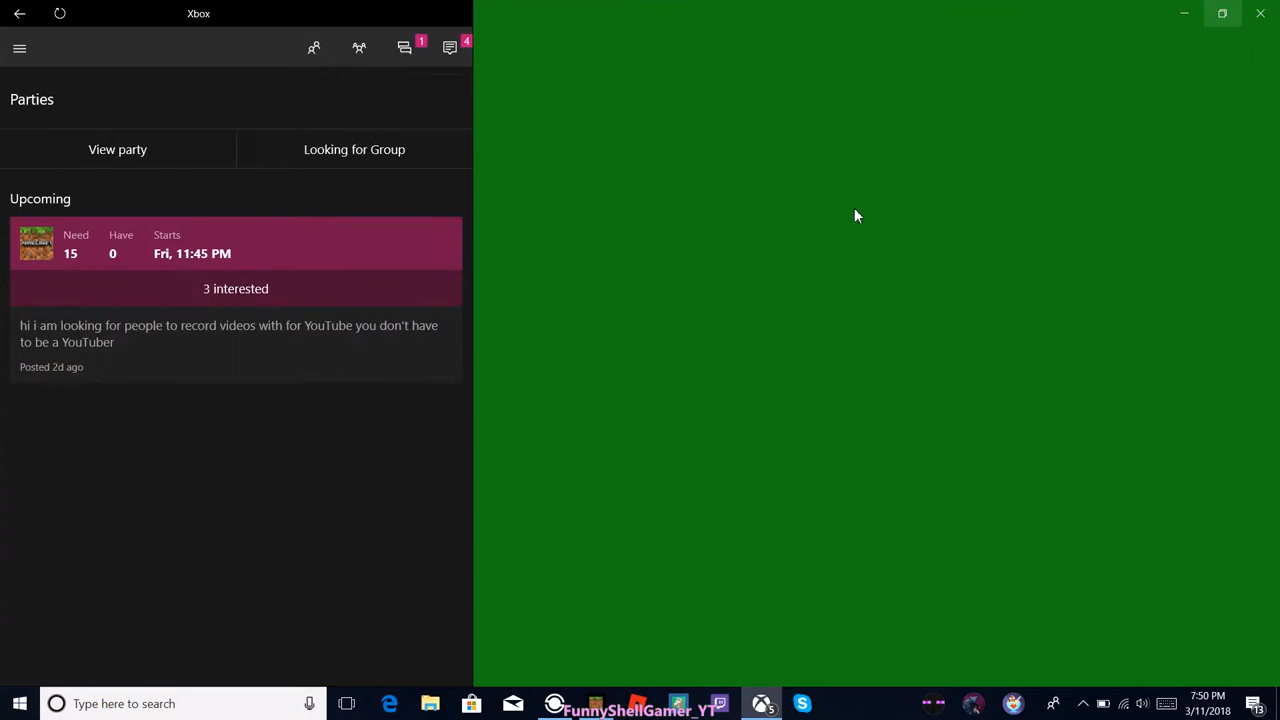 Xbox
1
4
Parties
View party
Looking for Group
Upcoming
Need
Have
Starts
15
0
Fri, 11:45 PM
3 interested
hi i am looking for people to record videos with for YouTube you don't have
to be a YouTuber
Posted 2d ago
Type here to search
5
FunnyShellGamer_YT
7:50 PM
3/11/2018
13